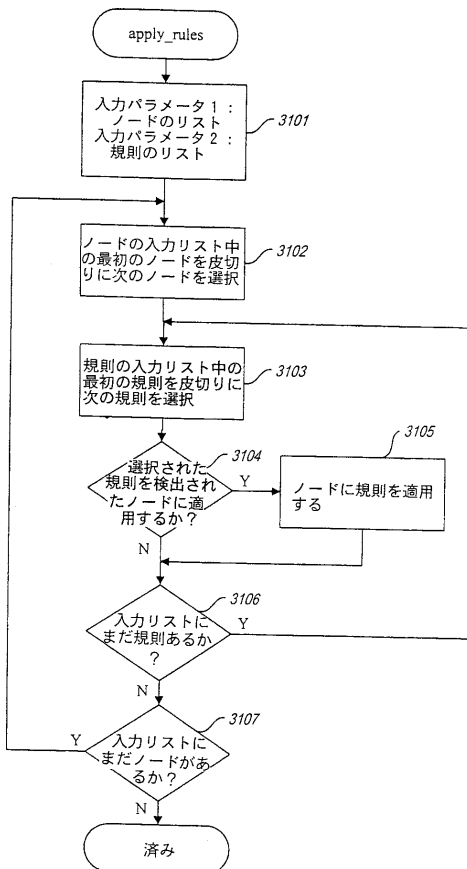 apply_rules
入力パラメータ1：
ノードのリスト
入力パラメータ2：
規則のリスト
3101
ノードの入力リスト中
の最初のノードを皮切
りに次のノードを選択
3102
規則の入力リスト中の
最初の規則を皮切りに
次の規則を選択
3103
選択された
規則を検出され
たノードに適
用するか？
3104
Y
N
ノードに規則を適用
する
3105
入力リストに
まだ規則あるか
？
3106
Y
N
入力リストに
まだノードがあ
るか？
3107
Y
N
済み